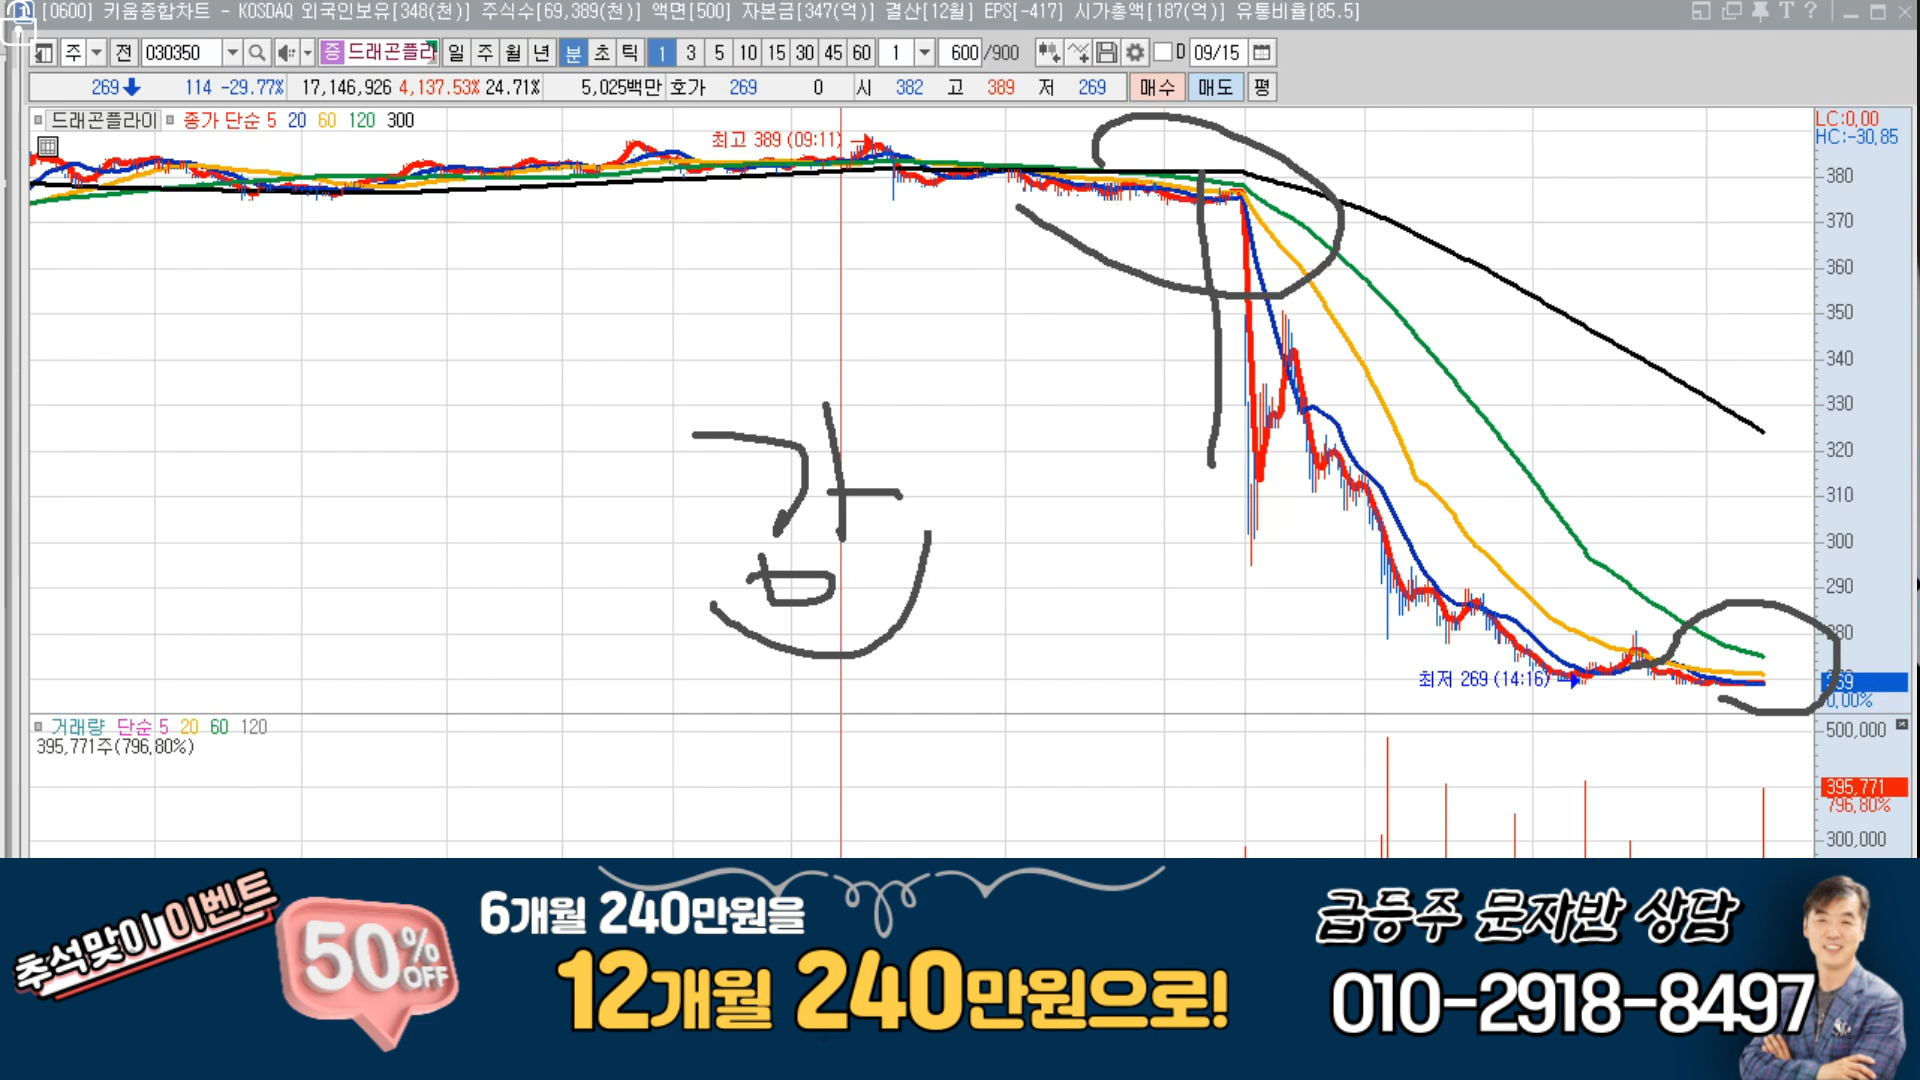 [0600] 키움종합차트 - KOSDAQ 외국인보유[348(천)] 주식수[69,389(천)] 액면[500] 자본금[347(억)] 결산[12월] EPS[-417] 시가총액[187(억)] 유통비율[85.5]
주 전 030350 증 드래곤플라 일 주 월 년 분 초 틱 1 3 5 10 15 30 45 60 1 600 /900 D 09/15
269 114 -29.77% 17,146,926 4,137.53% 24.71% 5,025백만 호가 269 0 시 382 고 389 저 269 매수 매도 평
드래곤플라이 종가 단순 5 20 60 120 300
LC:0,00
HC:-30,85
최고 389 (09:11)
380
370
360
350
340
330
320
310
300
290
280
269
0,00%
감
최저 269 (14:16)
거래량 단순 5 20 60 120
395,771주(796,80%)
500,000
395,771
796,80%
300,000
추석맞이 이벤트
50% OFF
6개월 240만원을
12개월 240만원으로!
급등주 문자반 상담
010-2918-8497